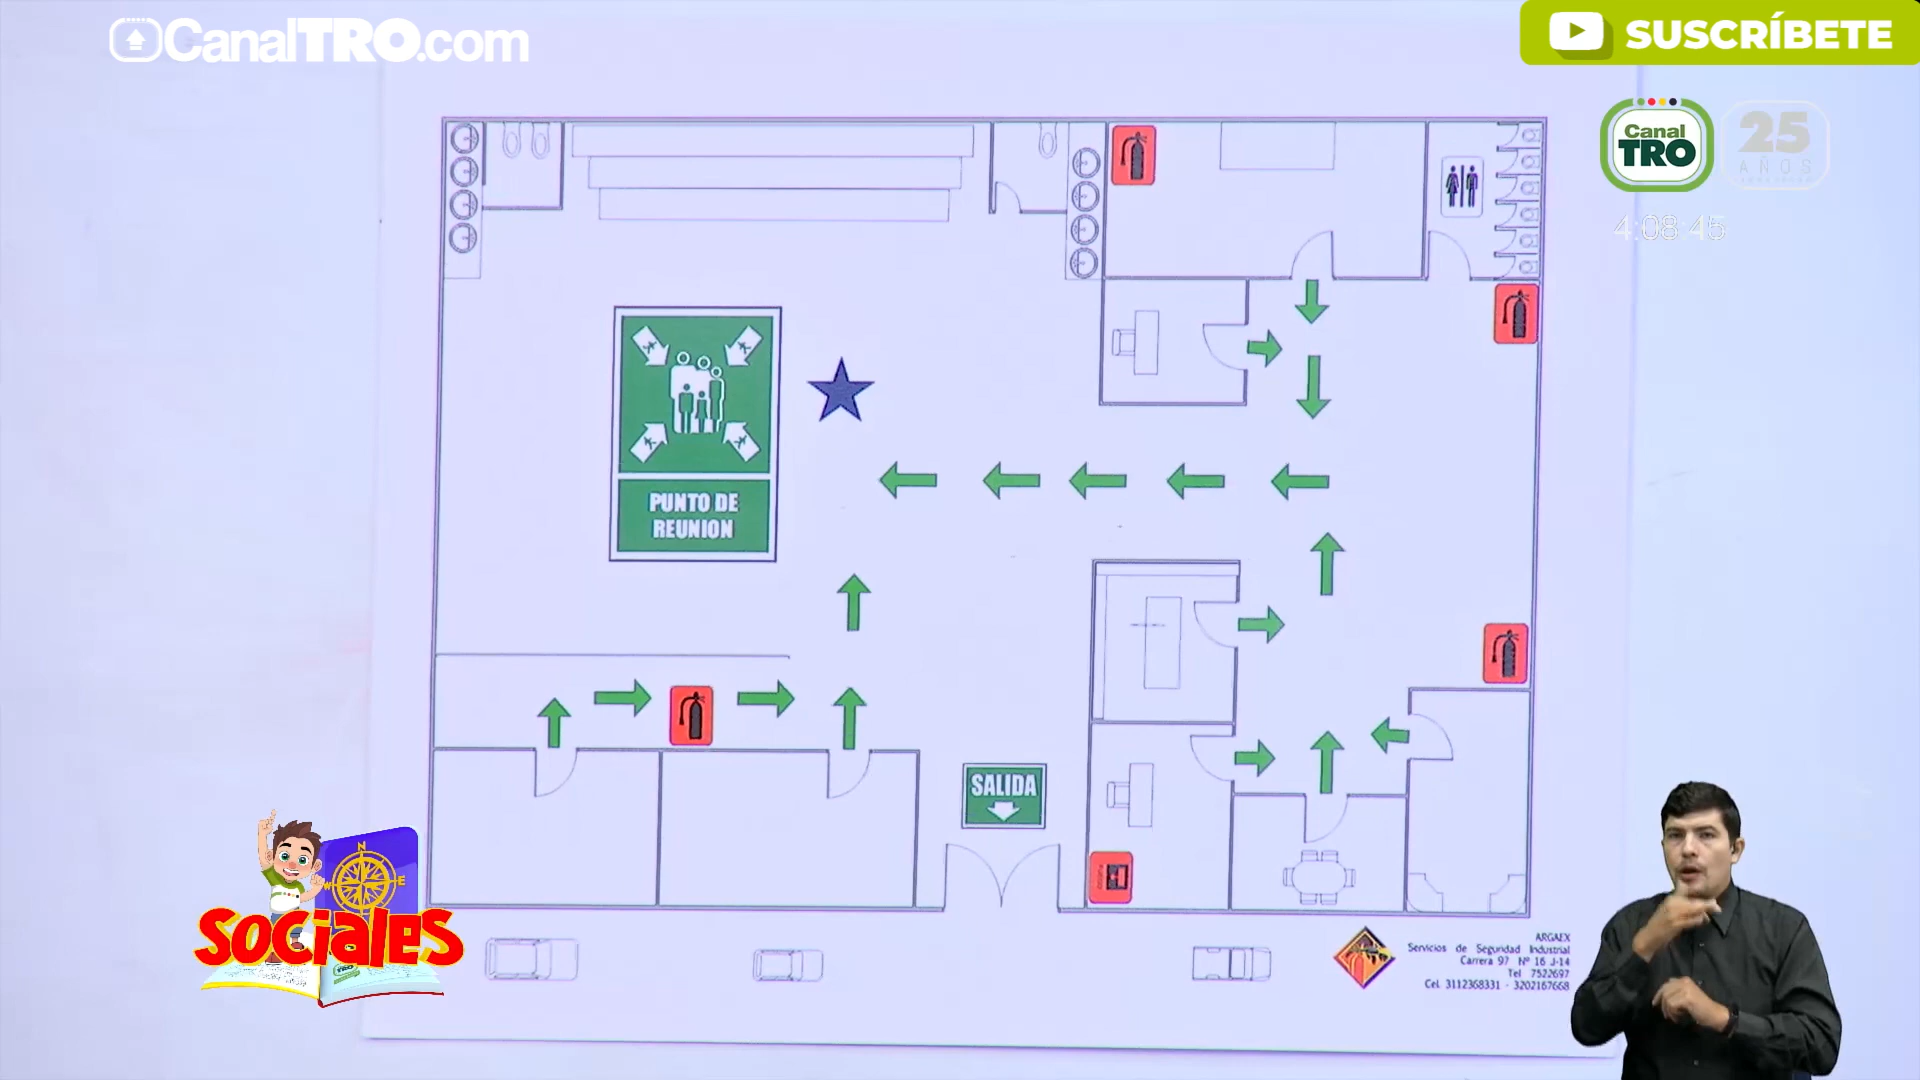 CanalTRO.com
SUSCRÍBETE
Canal
TRO
25
AÑOS
4:08:45
PUNTO DE
REUNION
SALIDA
N
E
W
SOCIALES
TRO
ARGAEX
Servicios de Seguridad Industrial
Carrera 97 Nº 16 J-14
Tel 7522697
Cel. 3112368331 - 3202167668